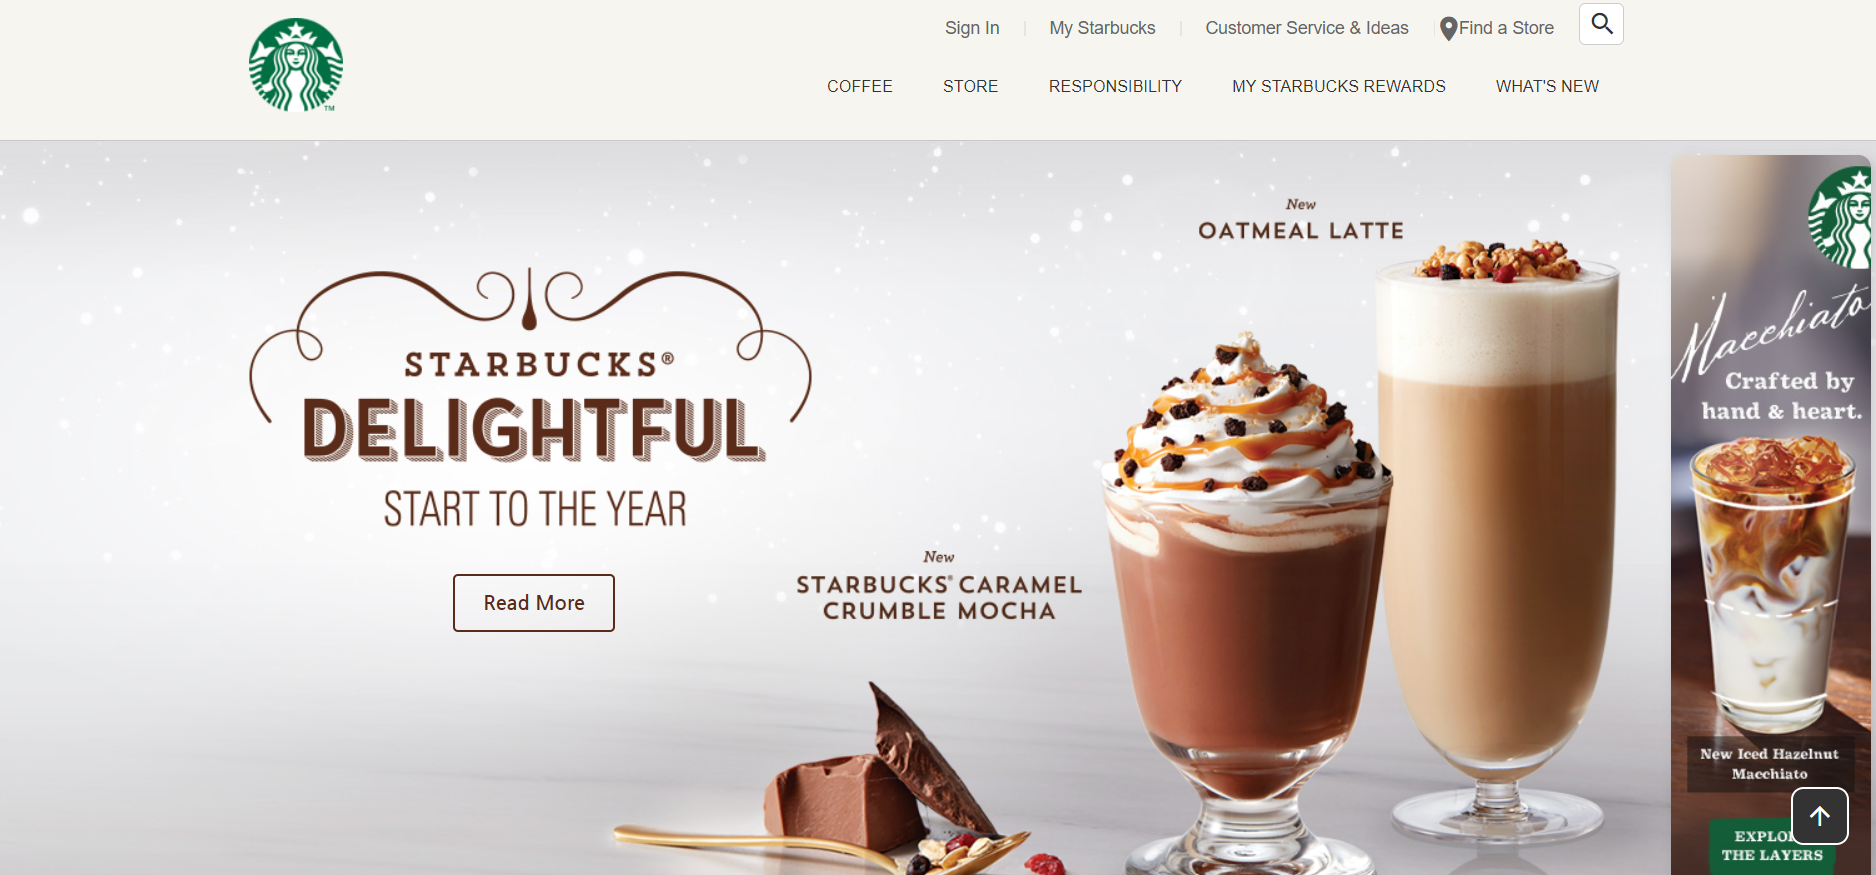 Sign In
My Starbucks
Customer Service & Ideas
Find a Store
COFFEE
STORE
RESPONSIBILITY
MY STARBUCKS REWARDS
WHAT'S NEW
TM
STARBUCKS®
DELIGHTFUL
START TO THE YEAR
Read More
New
OATMEAL LATTE
New
STARBUCKS® CARAMEL
CRUMBLE MOCHA
Macchiato
Crafted by
hand & heart.
New Iced Hazelnut
Macchiato
THE LAYERS